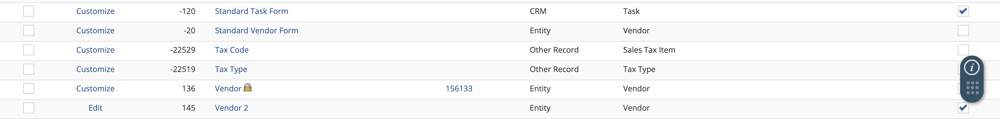 Customize -120 Standard Task Form CRM Task
Customize -20 Standard Vendor Form Entity Vendor
Customize -22529 Tax Code Other Record Sales Tax Item
Customize -22519 Tax Type Other Record Tax Type
Customize 136 Vendor 156133 Entity Vendor
Edit 145 Vendor 2 Entity Vendor